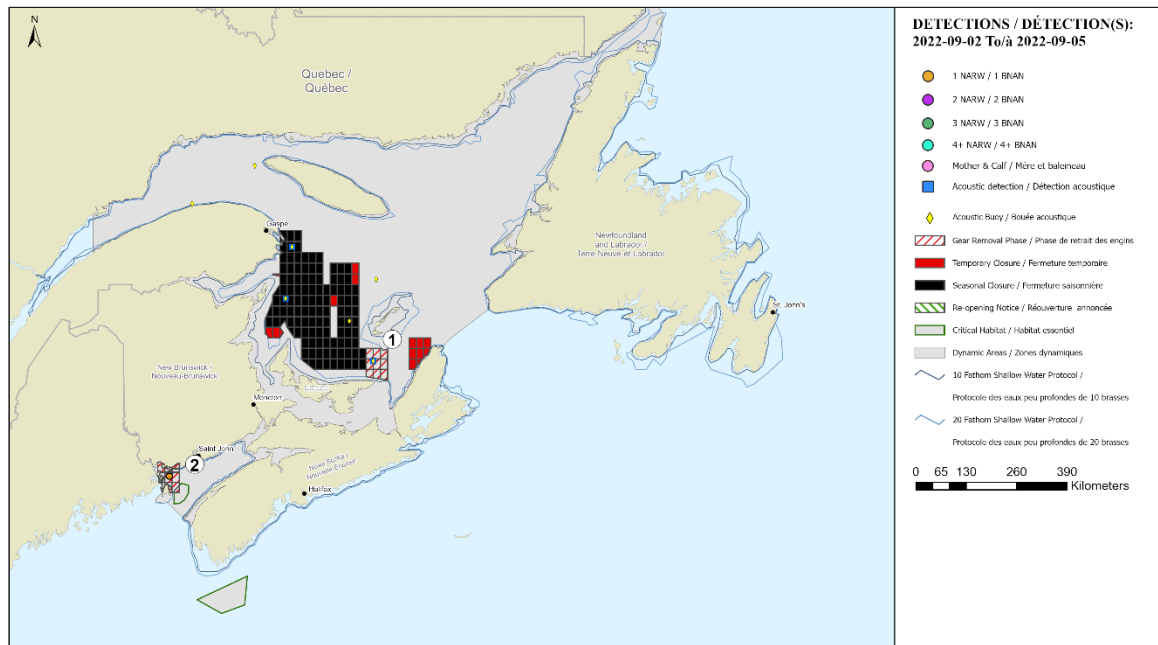 N
Quebec /
Québec
Gaspé
Newfoundland
and Labrador /
Terre-Neuve et Labrador
St. John's
1
New Brunswick /
Nouveau-Brunswick
Moncton
Saint John
2
Nova Scotia /
Nouvelle-Écosse
Halifax
DETECTIONS / DÉTECTION(S):
2022-09-02 To/à 2022-09-05
1 NARW / 1 BNAN
2 NARW / 2 BNAN
3 NARW / 3 BNAN
4+ NARW / 4+ BNAN
Mother & Calf / Mére et baleineau
Acoustic detection / Détection acoustique
Acoustic Buoy / Bouée acoustique
Gear Removal Phase / Phase de retrait des engins
Temporary Closure / Fermeture temporaire
Seasonal Closure / Fermeture saisonnière
Re-opening Notice / Réouverture annoncée
Critical Habitat / Habitat essentiel
Dynamic Areas / Zones dynamiques
10 Fathom Shallow Water Protocol /
Protocole des eaux peu profondes de 10 brasses
20 Fathom Shallow Water Protocol /
Protocole des eaux peu profondes de 20 brasses
0 65 130 260 390
Kilometers